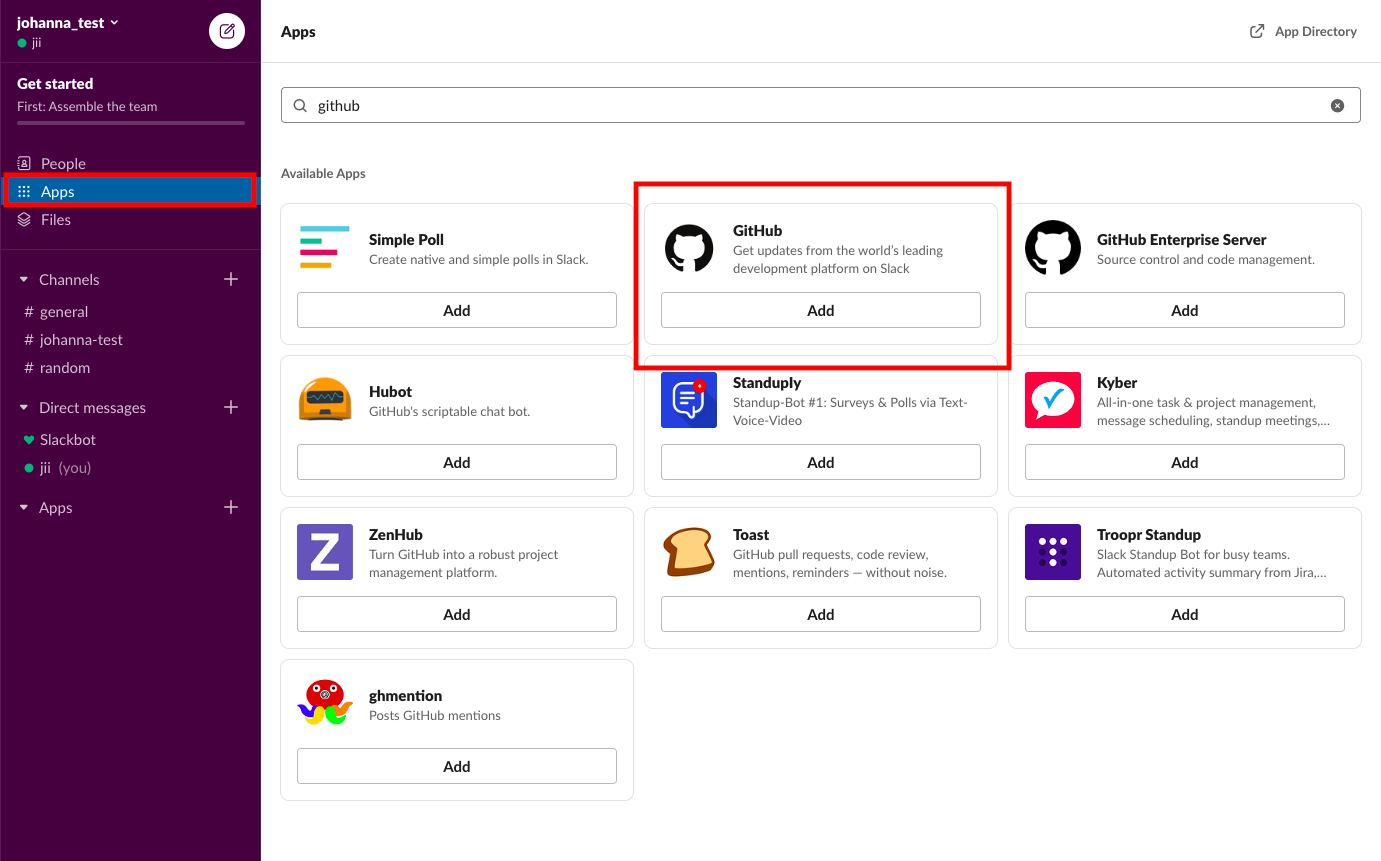 johanna_test
jii
Get started
First: Assemble the team
People
Apps
Files
Channels
# general
# johanna-test
# random
Direct messages
Slackbot
jii (you)
Apps
Apps
App Directory
github
Available Apps
Simple Poll
Create native and simple polls in Slack.
Add
GitHub
Get updates from the world's leading
development platform on Slack
Add
GitHub Enterprise Server
Source control and code management.
Add
Hubot
GitHub's scriptable chat bot.
Add
Standuply
Standup-Bot #1: Surveys & Polls via Text-
Voice-Video
Add
Kyber
All-in-one task & project management,
message scheduling, standup meetings,...
Add
Z
ZenHub
Turn GitHub into a robust project
management platform.
Add
Toast
GitHub pull requests, code review,
mentions, reminders — without noise.
Add
Troopr Standup
Slack Standup Bot for busy teams.
Automated activity summary from Jira,...
Add
ghmention
Posts GitHub mentions
Add